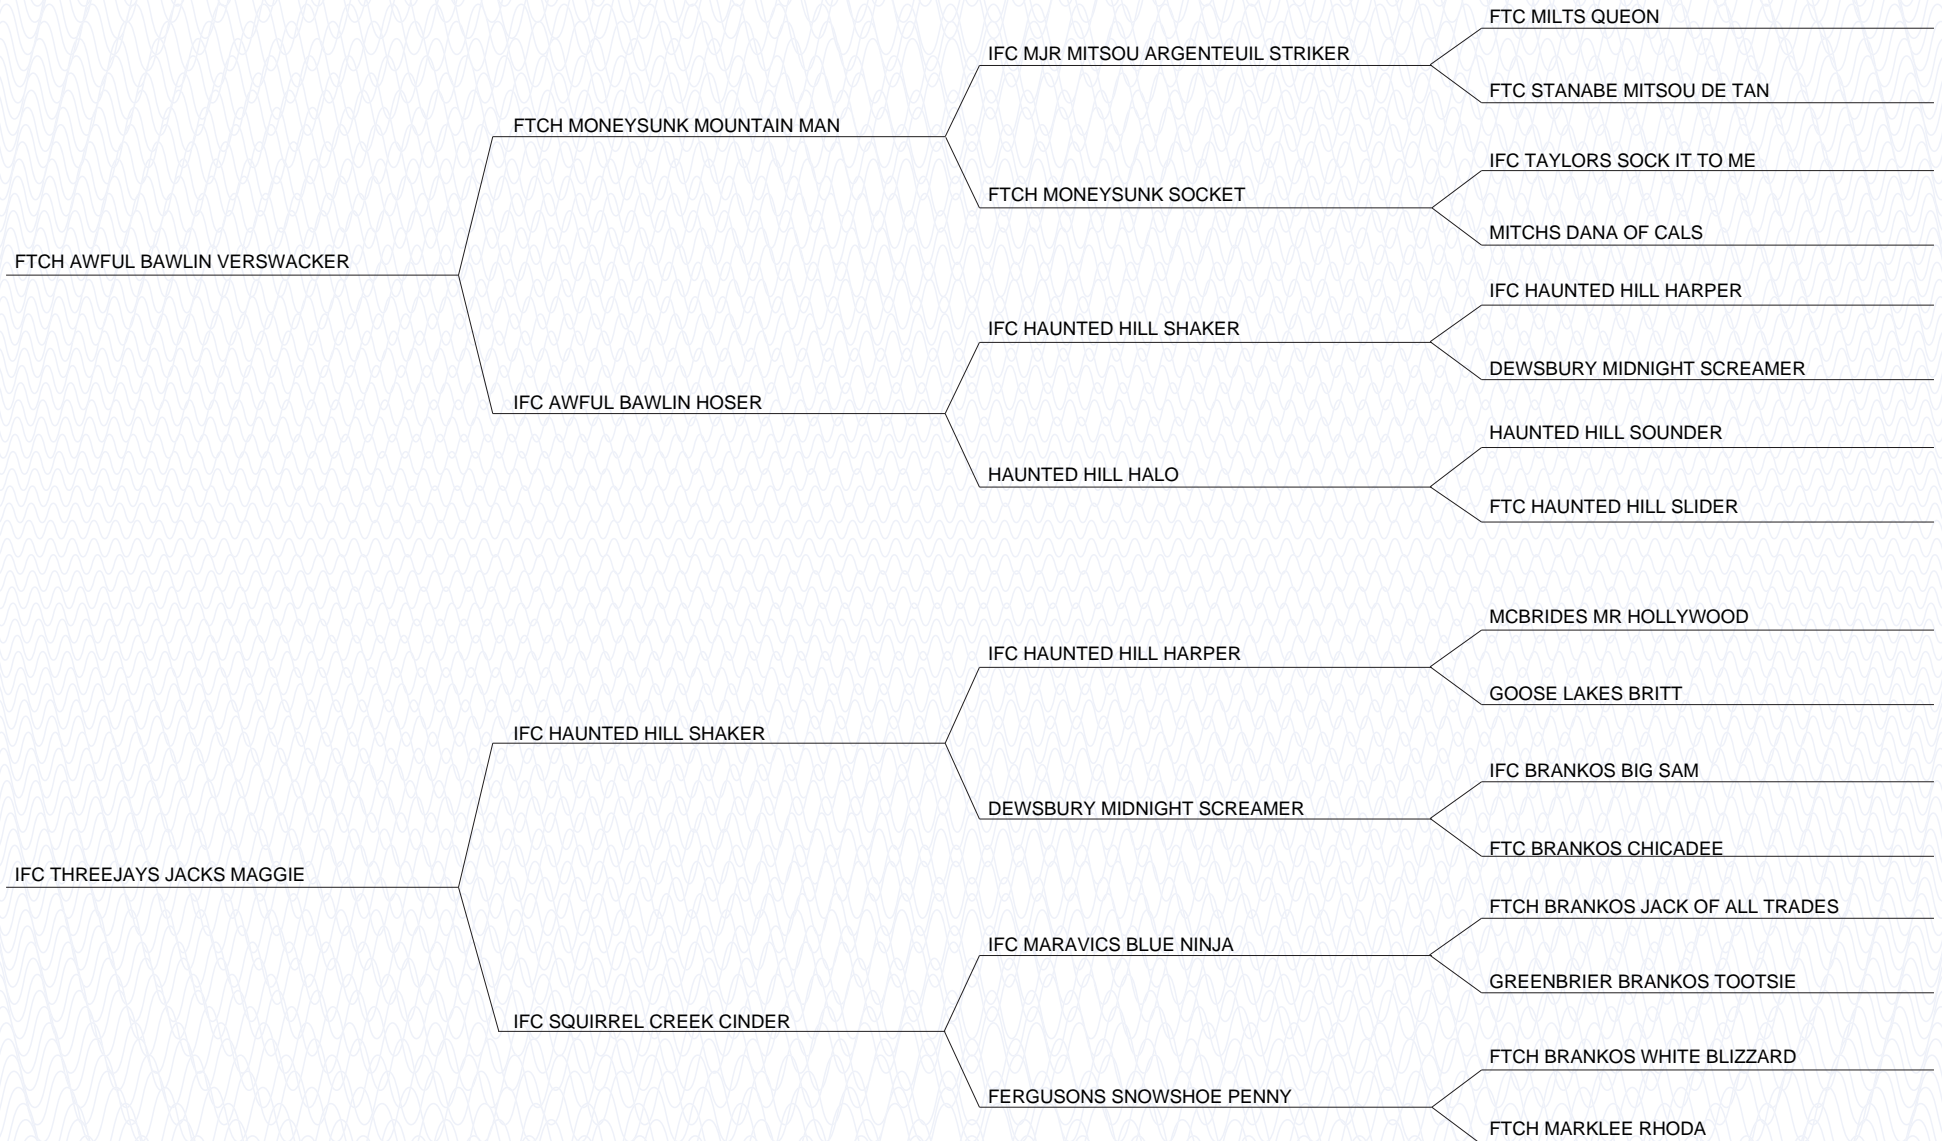 FTCH AWFUL BAWLIN VERSWACKER
FTCH MONEYSUNK MOUNTAIN MAN
IFC MJR MITSOU ARGENTEUIL STRIKER
FTC MILTS QUEON
FTC STANABE MITSOU DE TAN
FTCH MONEYSUNK SOCKET
IFC TAYLORS SOCK IT TO ME
MITCHS DANA OF CALS
IFC AWFUL BAWLIN HOSER
IFC HAUNTED HILL SHAKER
IFC HAUNTED HILL HARPER
DEWSBURY MIDNIGHT SCREAMER
HAUNTED HILL HALO
HAUNTED HILL SOUNDER
FTC HAUNTED HILL SLIDER
IFC THREEJAYS JACKS MAGGIE
IFC HAUNTED HILL SHAKER
IFC HAUNTED HILL HARPER
MCBRIDES MR HOLLYWOOD
GOOSE LAKES BRITT
DEWSBURY MIDNIGHT SCREAMER
IFC BRANKOS BIG SAM
FTC BRANKOS CHICADEE
IFC SQUIRREL CREEK CINDER
IFC MARAVICS BLUE NINJA
FTCH BRANKOS JACK OF ALL TRADES
GREENBRIER BRANKOS TOOTSIE
FERGUSONS SNOWSHOE PENNY
FTCH BRANKOS WHITE BLIZZARD
FTCH MARKLEE RHODA